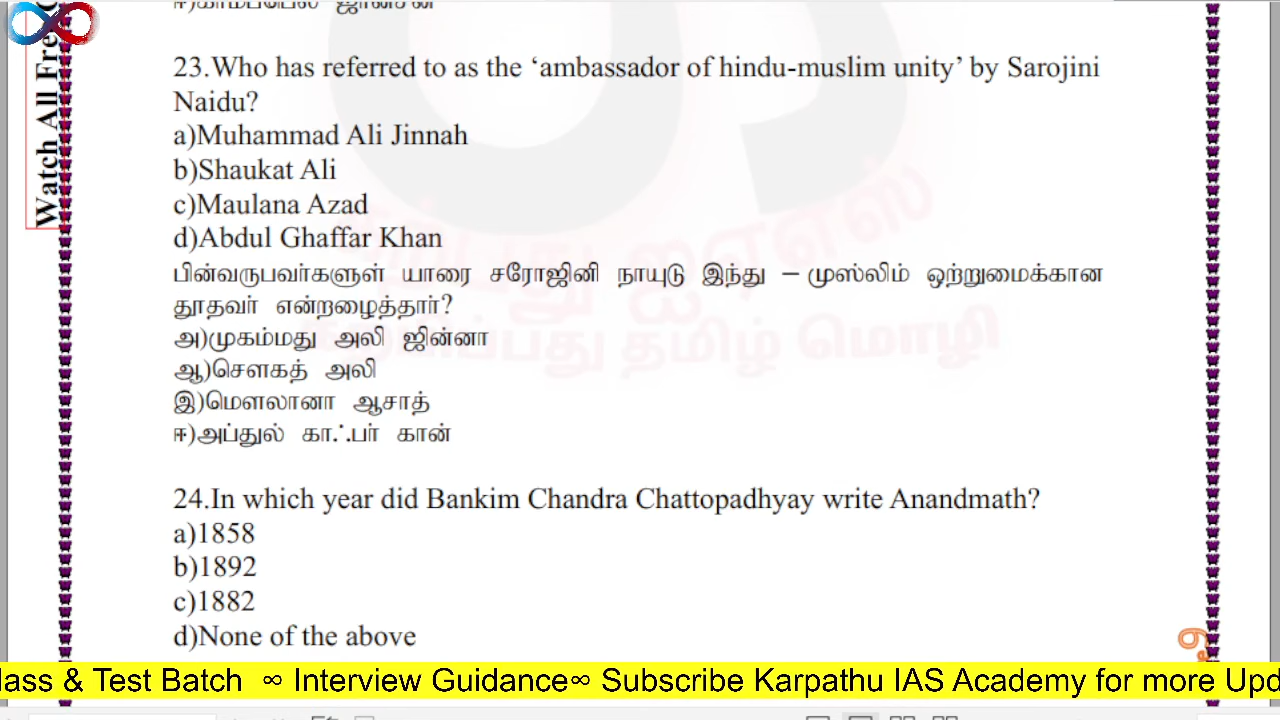 ஈ)காம்ப்பெல் ஜான்சன்
Watch All Fre
23.Who has referred to as the ‘ambassador of hindu-muslim unity’ by Sarojini
Naidu?
a)Muhammad Ali Jinnah
b)Shaukat Ali
c)Maulana Azad
d)Abdul Ghaffar Khan
பின்வருபவர்களுள் யாரை சரோஜினி நாயுடு இந்து – முஸ்லிம் ஒற்றுமைக்கான
தூதவர் என்றழைத்தார்?
அ)முகம்மது அலி ஜின்னா
ஆ)சௌகத் அலி
இ)மௌலானா ஆசாத்
ஈ)அப்துல் காஃபர் கான்
24.In which year did Bankim Chandra Chattopadhyay write Anandmath?
a)1858
b)1892
c)1882
d)None of the above
lass & Test Batch ∞ Interview Guidance∞ Subscribe Karpathu IAS Academy for more Upd